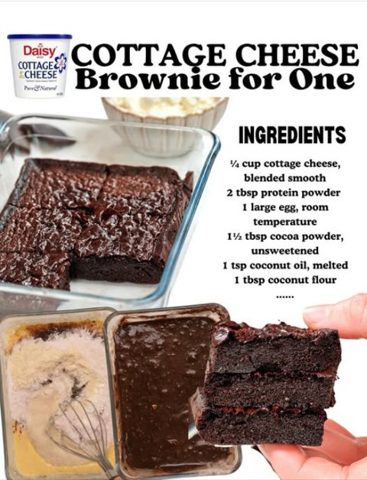 Daisy
COTTAGE
CHEESE
Pure & Natural
COTTAGE CHEESE
Brownie for One
INGREDIENTS
¼ cup cottage cheese,
blended smooth
2 tbsp protein powder
1 large egg, room
temperature
1½ tbsp cocoa powder,
unsweetened
1 tsp coconut oil, melted
1 tbsp coconut flour
......